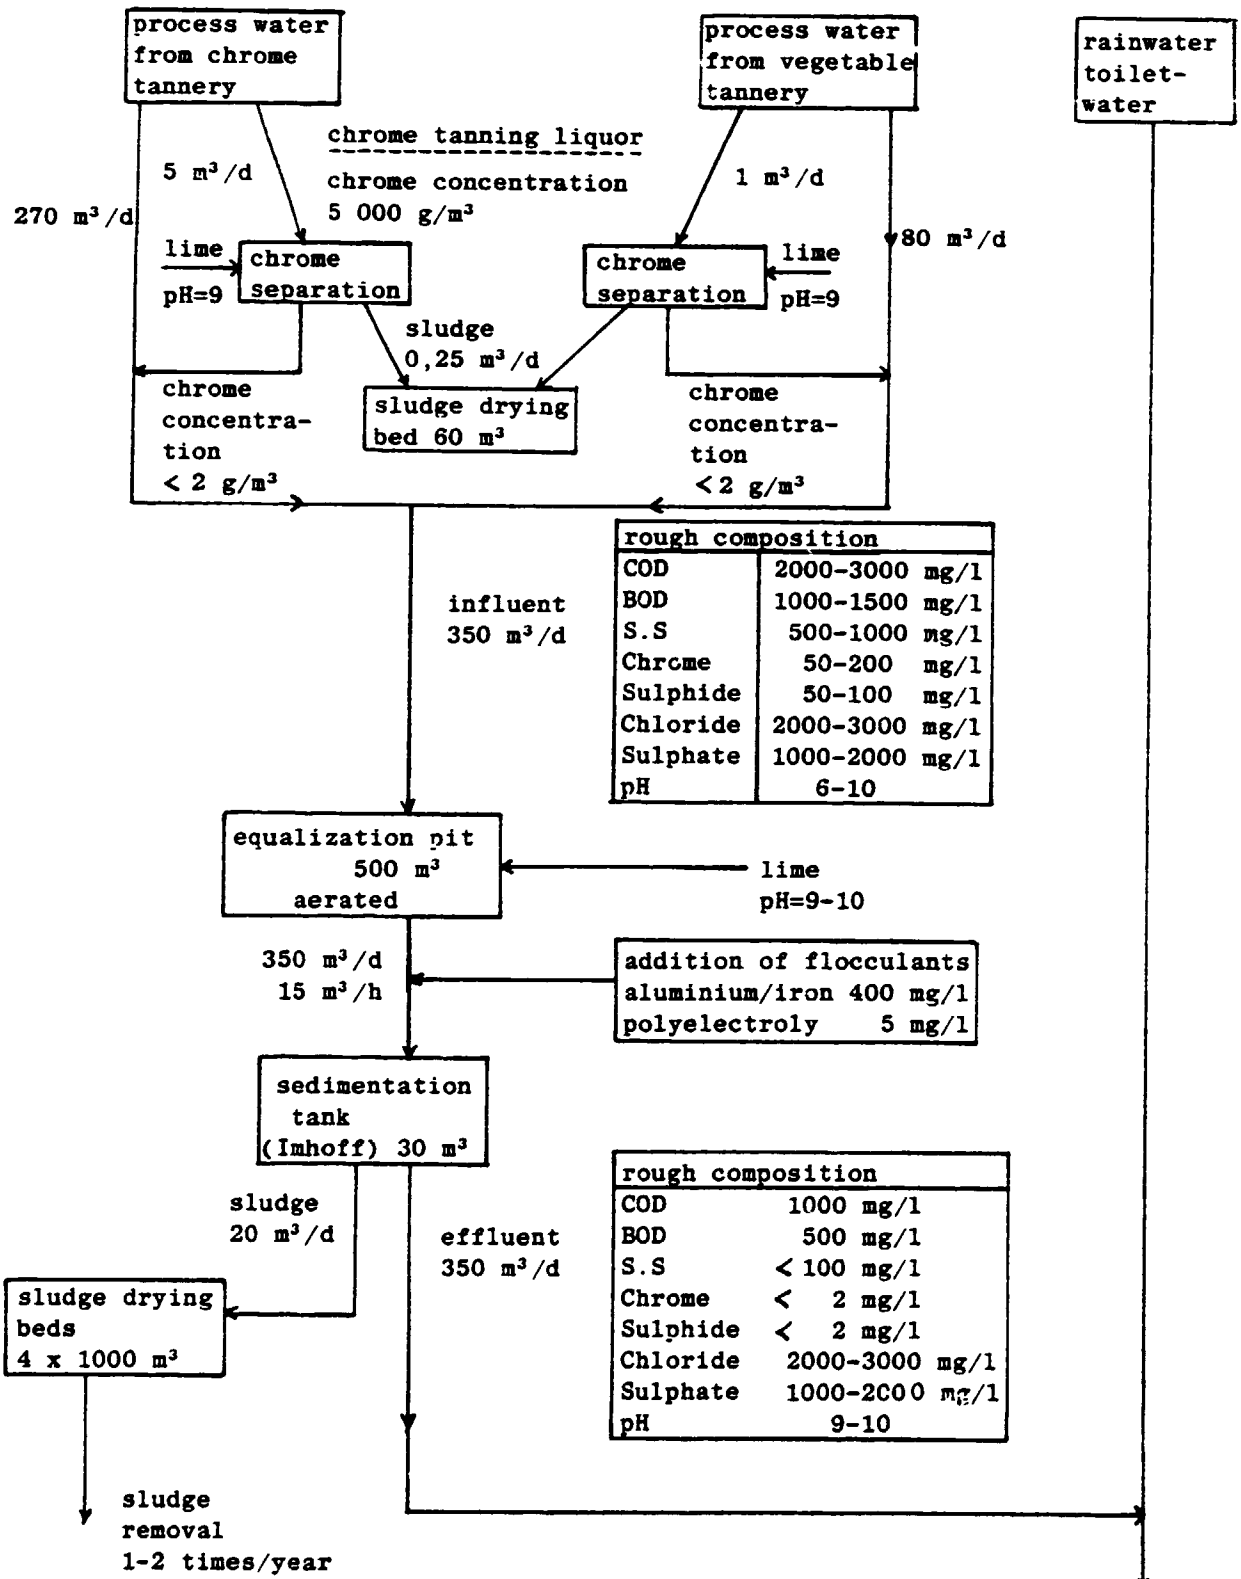 process water
from chrome
tannery
process water
from vegetable
tannery
rainwater
toilet-
water
chrome tanning liquor
chrome concentration
5 000 g/m³
5 m³/d
270 m³/d
1 m³/d
80 m³/d
lime
pH=9
chrome
separation
chrome
separation
lime
pH=9
sludge
0,25 m³/d
sludge drying
bed 60 m³
chrome
concentra-
tion
< 2 g/m³
chrome
concentra-
tion
< 2 g/m³
influent
350 m³/d
rough composition
COD 2000-3000 mg/l
BOD 1000-1500 mg/l
S.S 500-1000 mg/l
Chrome 50-200 mg/l
Sulphide 50-100 mg/l
Chloride 2000-3000 mg/l
Sulphate 1000-2000 mg/l
pH 6-10
equalization pit
500 m³
aerated
lime
pH=9-10
350 m³/d
15 m³/h
addition of flocculants
aluminium/iron 400 mg/l
polyelectroly 5 mg/l
sedimentation
tank
(Imhoff) 30 m³
sludge
20 m³/d
effluent
350 m³/d
rough composition
COD 1000 mg/l
BOD 500 mg/l
S.S < 100 mg/l
Chrome < 2 mg/l
Sulphide < 2 mg/l
Chloride 2000-3000 mg/l
Sulphate 1000-2000 mg/l
pH 9-10
sludge drying
beds
4 x 1000 m³
sludge
removal
1-2 times/year